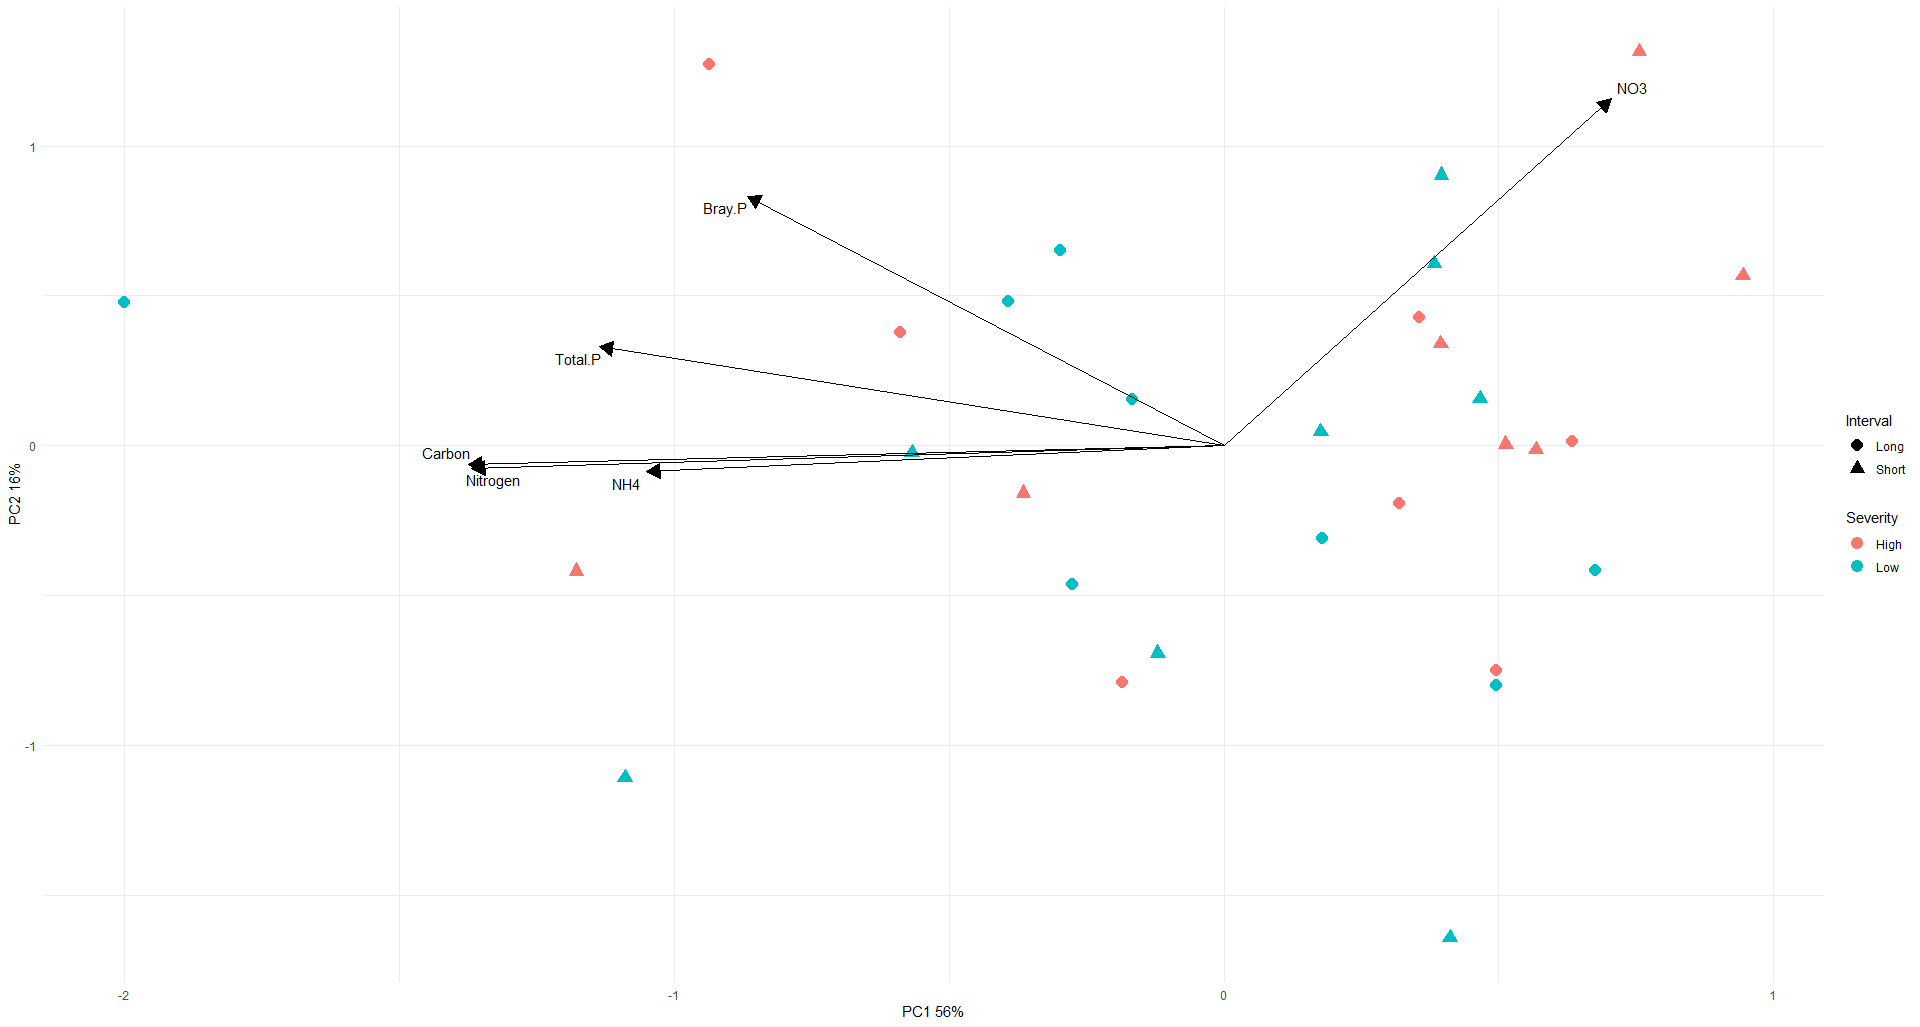 NO3
1
Bray.P
Total.P
Carbon
0
Nitrogen
NH4
PC2 16%
-1
-2
-1
0
1
PC1 56%
Interval
Long
Short
Severity
High
Low